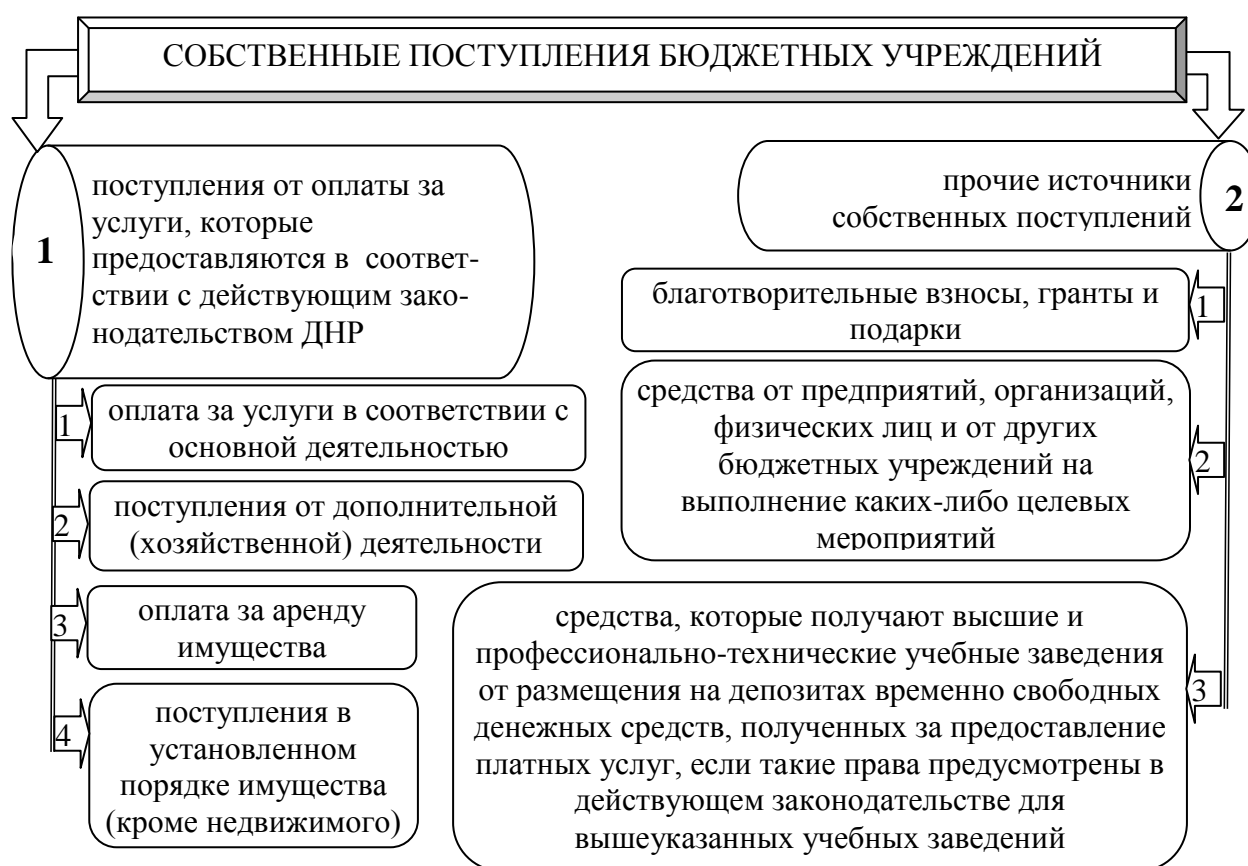 СОБСТВЕННЫЕ ПОСТУПЛЕНИЯ БЮДЖЕТНЫХ УЧРЕЖДЕНИЙ
1
поступления от оплаты за
услуги, которые
предоставляются в соответ-
ствии с действующим зако-
нодательством ДНР
1
оплата за услуги в соответствии с
основной деятельностью
2
поступления от дополнительной
(хозяйственной) деятельности
3
оплата за аренду
имущества
4
поступления в
установленном
порядке имущества
(кроме недвижимого)
2
прочие источники
собственных поступлений
1
благотворительные взносы, гранты и
подарки
2
средства от предприятий, организаций,
физических лиц и от других
бюджетных учреждений на
выполнение каких-либо целевых
мероприятий
3
средства, которые получают высшие и
профессионально-технические учебные заведения
от размещения на депозитах временно свободных
денежных средств, полученных за предоставление
платных услуг, если такие права предусмотрены в
действующем законодательстве для
вышеуказанных учебных заведений